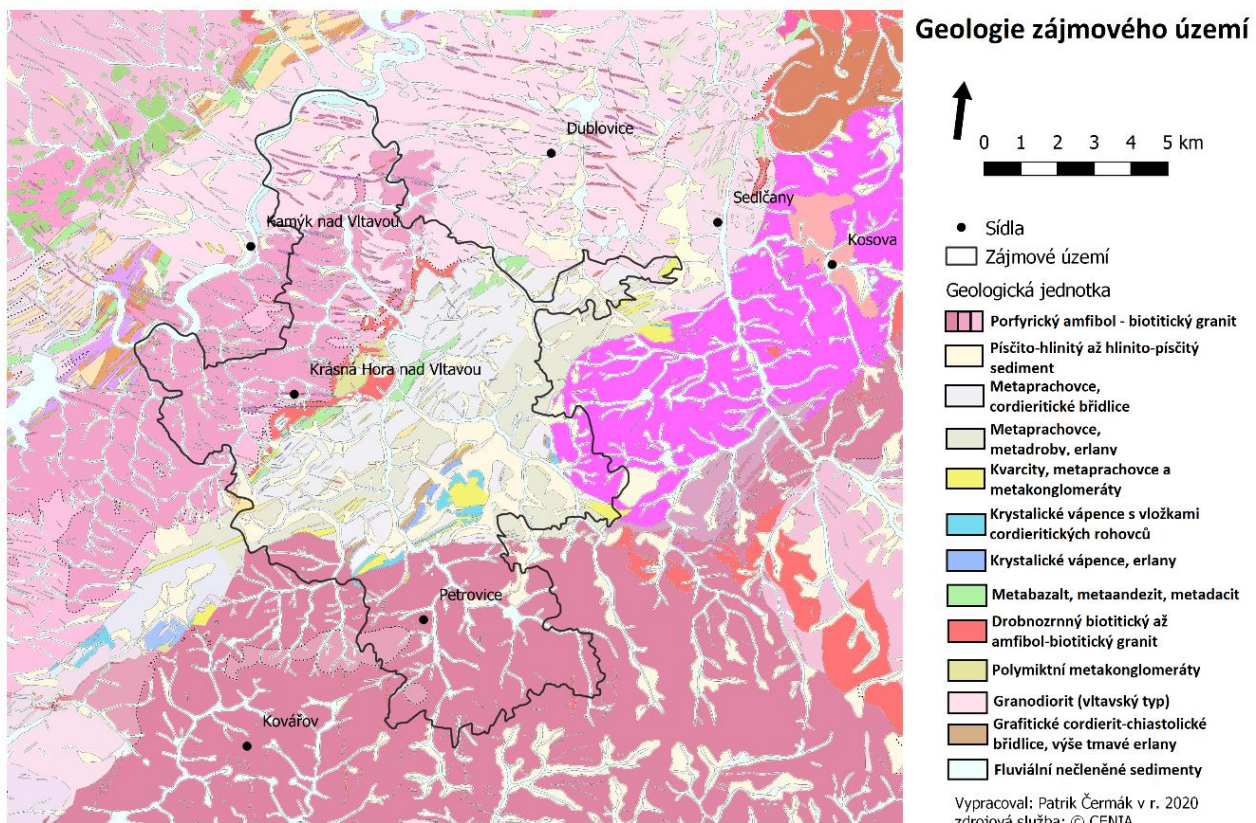 Geologie zájmového území
0 1 2 3 4 5 km
Sídla
Zájmové území
Geologická jednotka
Porfyrický amfibol - biotitický granit
Písčito-hlinitý až hlinito-písčitý
sediment
Metaprachovce,
cordieritické břidlice
Metaprachovce,
metadroby, erlany
Kvarcity, metaprachovce a
metakonglomeráty
Krystalické vápence s vložkami
cordieritických rohovců
Krystalické vápence, erlany
Metabazalt, metaandezit, metadacit
Drobnozrnný biotitický až
amfibol-biotitický granit
Polymiktní metakonglomeráty
Granodiorit (vltavský typ)
Grafitické cordierit-chiastolické
břidlice, výše tmavé erlany
Fluviální nečleněné sedimenty
Vypracoval: Patrik Čermák v r. 2020
zdrojová služba: © CENIA
Dublovice
Sedlčany
Kamýk nad Vltavou
Kosova
Krásná Hora nad Vltavou
Petrovice
Kovářov